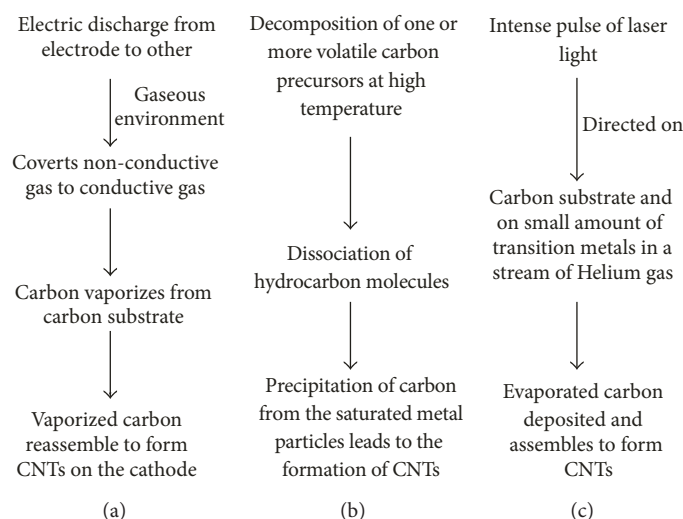 Electric discharge from
electrode to other
Gaseous
environment
Coverts non-conductive
gas to conductive gas
Carbon vaporizes from
carbon substrate
Vaporized carbon
reassemble to form
CNTs on the cathode
(a)
Decomposition of one or
more volatile carbon
precursors at high
temperature
Dissociation of
hydrocarbon molecules
Precipitation of carbon
from the saturated metal
particles leads to the
formation of CNTs
(b)
Intense pulse of laser
light
Directed on
Carbon substrate and
on small amount of
transition metals in a
stream of Helium gas
Evaporated carbon
deposited and
assembles to form
CNTs
(c)